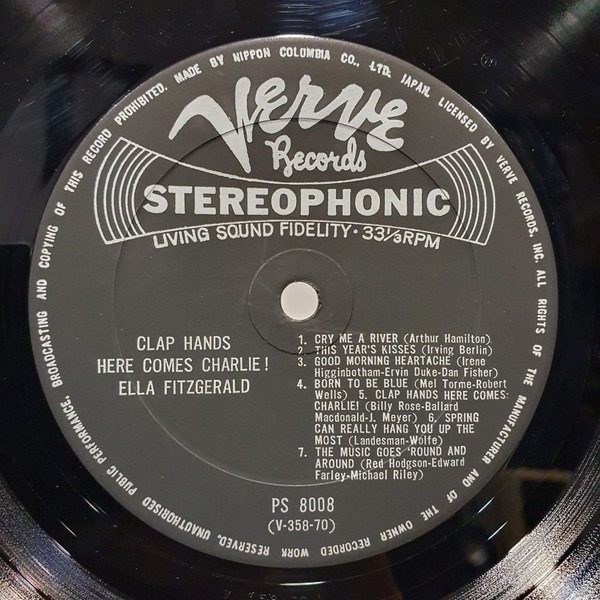 MADE BY NIPPON COLUMBIA CO., LTD. JAPAN. LICENSED BY VERVE RECORDS, INC. ALL RIGHTS OF THE MANUFACTURER AND OF THE OWNER RECORDED WORK RESERVED. UNAUTHORISED PUBLIC PERFORMANCE, BROADCASTING AND COPYING OF THIS RECORD PROHIBITED.
Verve
Records
STEREOPHONIC
LIVING SOUND FIDELITY · 33⅓RPM
CLAP HANDS
HERE COMES CHARLIE!
ELLA FITZGERALD
1. CRY ME A RIVER (Arthur Hamilton)
2. THIS YEAR'S KISSES (Irving Berlin)
3. GOOD MORNING HEARTACHE (Irene
Higginbotham-Ervin Duke-Dan Fisher)
4. BORN TO BE BLUE (Mel Torme-Robert
Wells) 5. CLAP HANDS HERE COMES:
CHARLIE! (Billy Rose-Ballard
Macdonald-J. Meyer) 6. SPRING
CAN REALLY HANG YOU UP THE
MOST (Landesman-Wolfe)
7. THE MUSIC GOES 'ROUND AND
AROUND (Red Hodgson-Edward
Farley-Michael Riley)
PS 8008
(V-358-70)